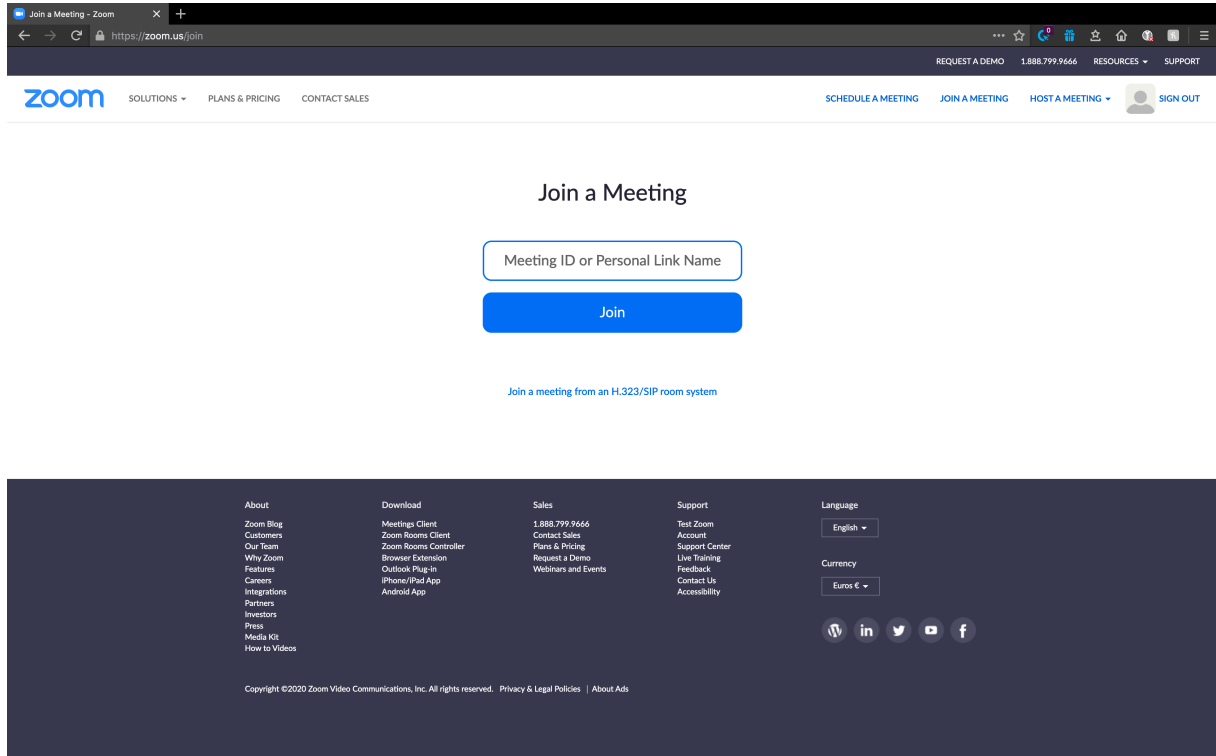 Join a Meeting - Zoom
https://zoom.us/join
0
REQUEST A DEMO 1.888.799.9666 RESOURCES SUPPORT
zoom SOLUTIONS PLANS & PRICING CONTACT SALES SCHEDULE A MEETING JOIN A MEETING HOST A MEETING SIGN OUT
Join a Meeting
Meeting ID or Personal Link Name
Join
Join a meeting from an H.323/SIP room system
About
Zoom Blog
Customers
Our Team
Why Zoom
Features
Careers
Integrations
Partners
Investors
Press
Media Kit
How to Videos
Download
Meetings Client
Zoom Rooms Client
Zoom Rooms Controller
Browser Extension
Outlook Plug-in
iPhone/iPad App
Android App
Sales
1.888.799.9666
Contact Sales
Plans & Pricing
Request a Demo
Webinars and Events
Support
Test Zoom
Account
Support Center
Live Training
Feedback
Contact Us
Accessibility
Language
English
Currency
Euros €
Copyright ©2020 Zoom Video Communications, Inc. All rights reserved. Privacy & Legal Policies | About Ads